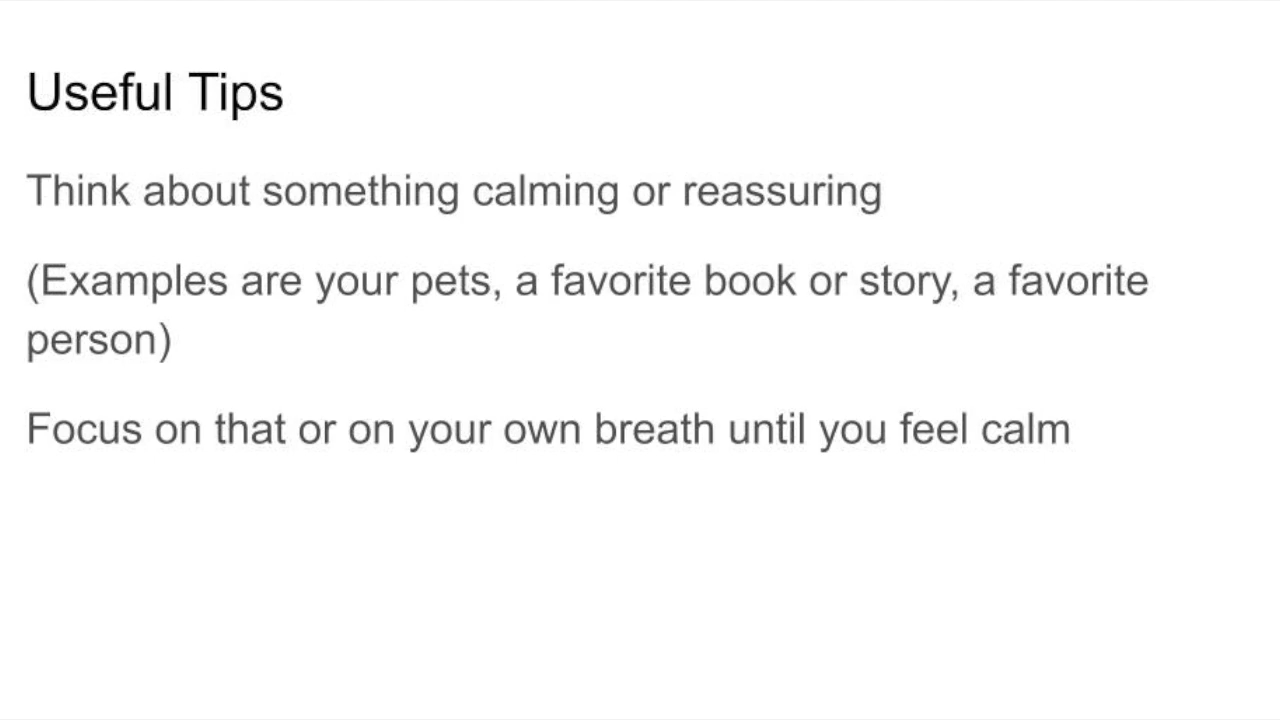 Useful Tips
Think about something calming or reassuring
(Examples are your pets, a favorite book or story, a favorite
person)
Focus on that or on your own breath until you feel calm